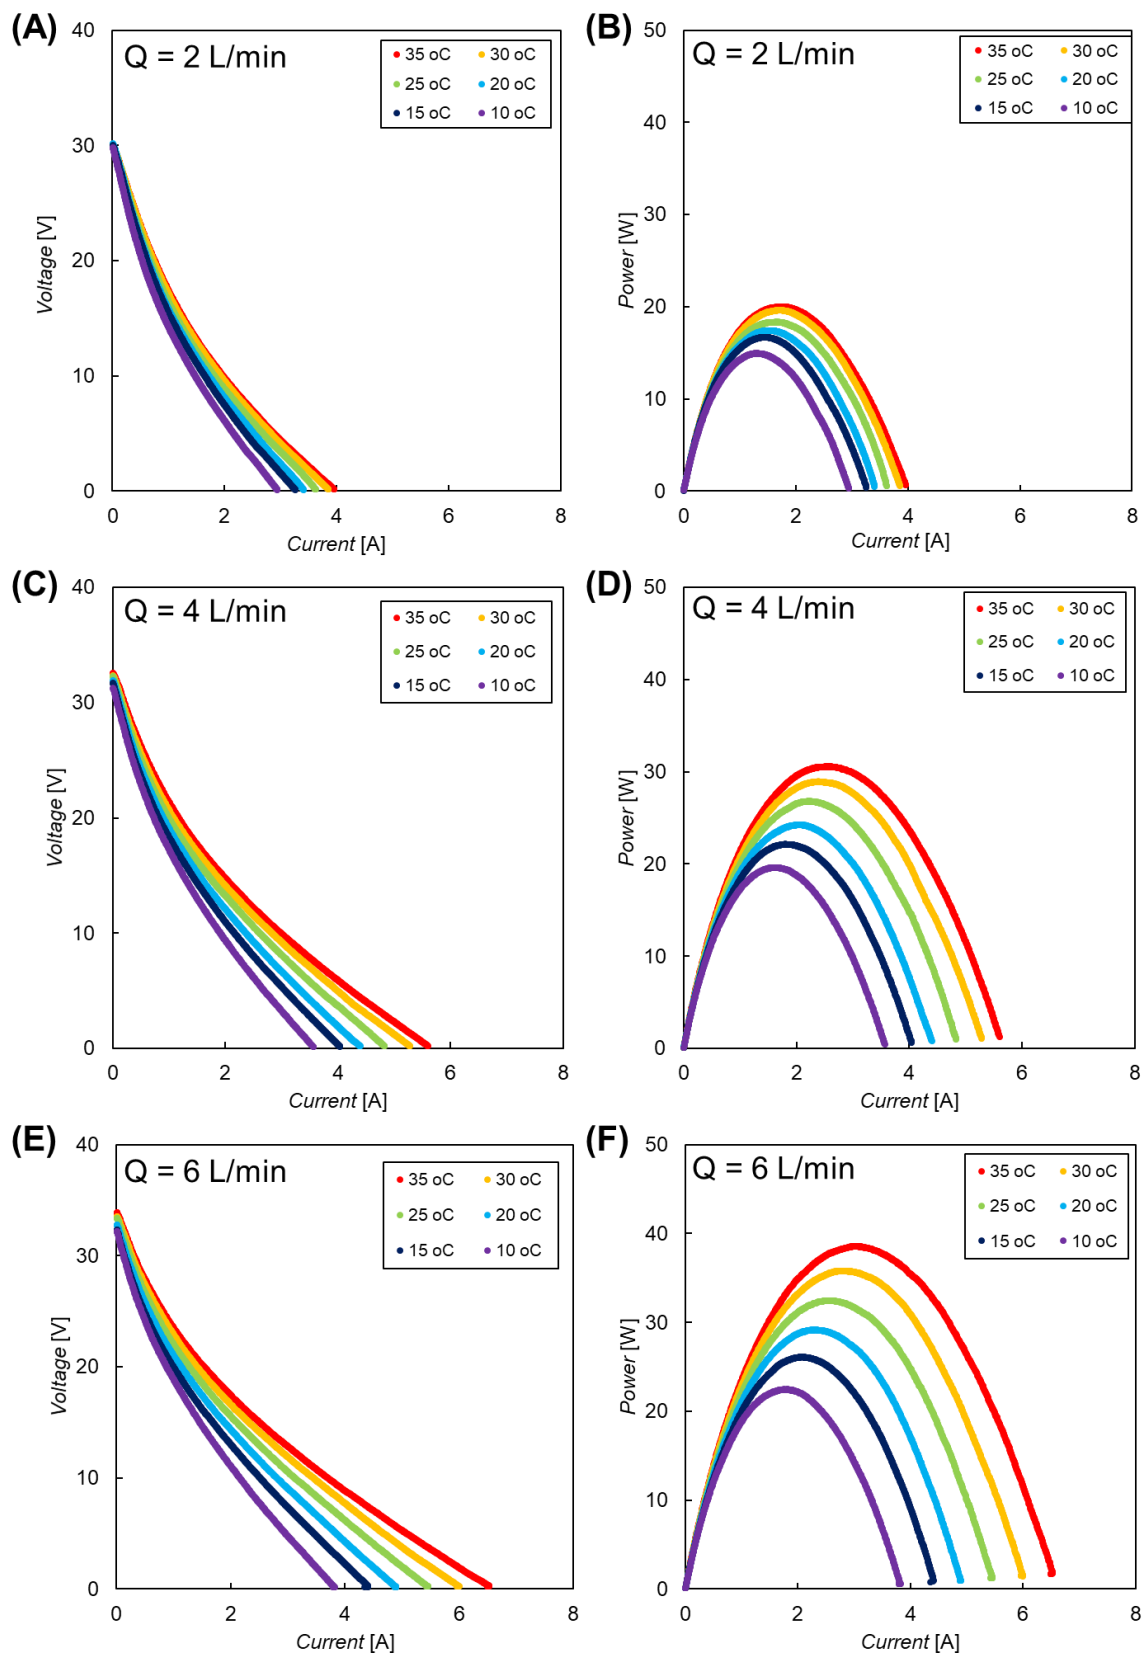 (A)
Q = 2 L/min
35 oC 30 oC
25 oC 20 oC
15 oC 10 oC
40
30
20
10
0
Voltage [V]
0 2 4 6 8
Current [A]
(B)
Q = 2 L/min
35 oC 30 oC
25 oC 20 oC
15 oC 10 oC
50
40
30
20
10
0
Power [W]
0 2 4 6 8
Current [A]
(C)
Q = 4 L/min
35 oC 30 oC
25 oC 20 oC
15 oC 10 oC
40
30
20
10
0
Voltage [V]
0 2 4 6 8
Current [A]
(D)
Q = 4 L/min
35 oC 30 oC
25 oC 20 oC
15 oC 10 oC
50
40
30
20
10
0
Power [W]
0 2 4 6 8
Current [A]
(E)
Q = 6 L/min
35 oC 30 oC
25 oC 20 oC
15 oC 10 oC
40
30
20
10
0
Voltage [V]
0 2 4 6 8
Current [A]
(F)
Q = 6 L/min
35 oC 30 oC
25 oC 20 oC
15 oC 10 oC
50
40
30
20
10
0
Power [W]
0 2 4 6 8
Current [A]